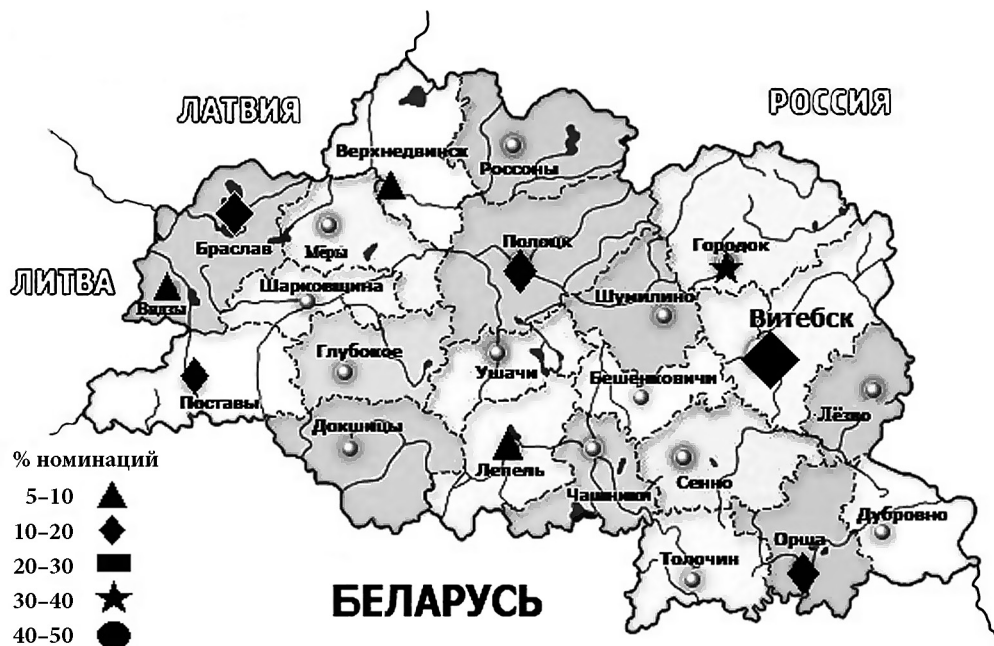 ЛАТВИЯ
РОССИЯ
Верхнедвинск
Россоны
Браслав
Мёры
Полоцк
Городок
ЛИТВА
Шарковщина
Видзы
Шумилино
Витебск
Глубокое
Ушачи
Бешенковичи
Поставы
Лёзно
Докшицы
Лепель
Сенно
Чашники
% номинаций
5–10
10–20
20–30
30–40
40–50
Дубровно
Орша
Толочин
БЕЛАРУСЬ